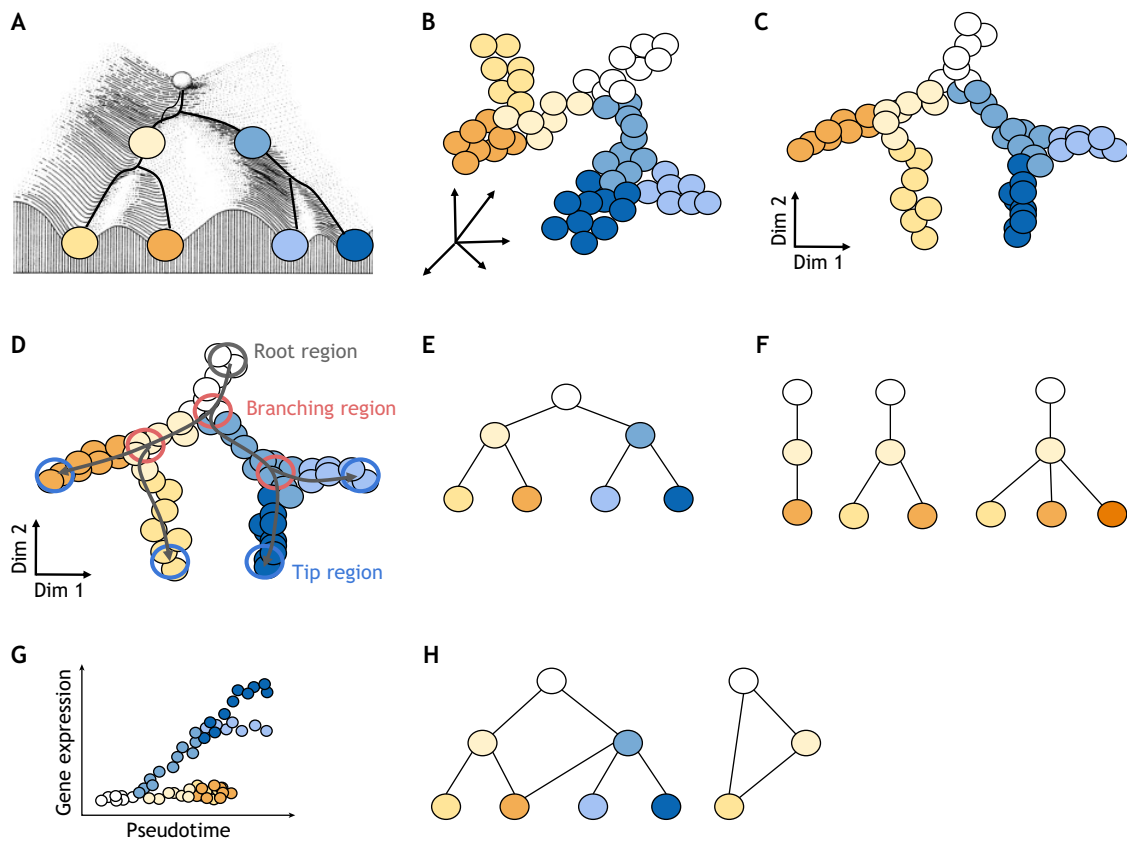 A
B
C
Dim 2
Dim 1
D
Root region
Branching region
Dim 2
Dim 1
Tip region
E
F
G
Gene expression
Pseudotime
H